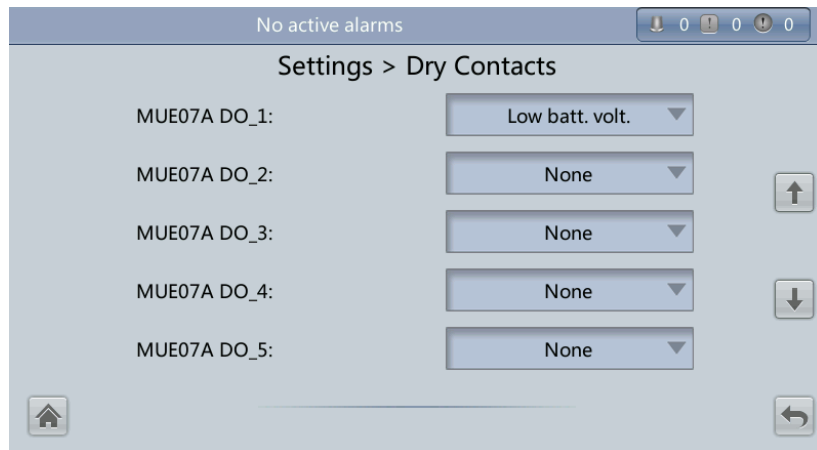 No active alarms 0 0 0
Settings > Dry Contacts
MUE07A DO_1: Low batt. volt.
MUE07A DO_2: None
MUE07A DO_3: None
MUE07A DO_4: None
MUE07A DO_5: None